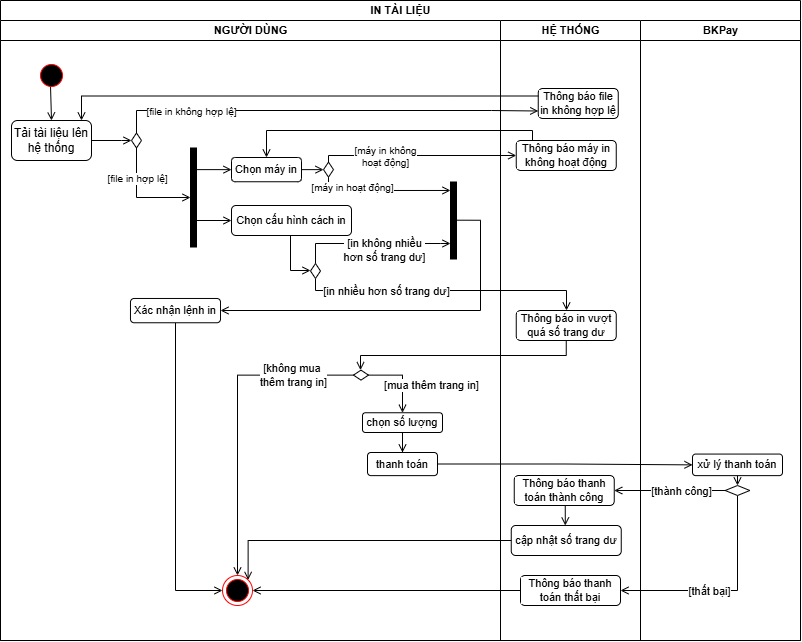 IN TÀI LIỆU
NGƯỜI DÙNG
HỆ THỐNG
BKPay
Thông báo file
in không hợp lệ
[file in không hợp lệ]
Tải tài liệu lên
hệ thống
[máy in không
hoạt động]
Thông báo máy in
không hoạt động
Chọn máy in
[file in hợp lệ]
[máy in hoạt động]
Chọn cấu hình cách in
[in không nhiều
hơn số trang dư]
[in nhiều hơn số trang dư]
Xác nhận lệnh in
Thông báo in vượt
quá số trang dư
[không mua
thêm trang in]
[mua thêm trang in]
chọn số lượng
thanh toán
xử lý thanh toán
Thông báo thanh
toán thành công
[thành công]
cập nhật số trang dư
Thông báo thanh
toán thất bại
[thất bại]